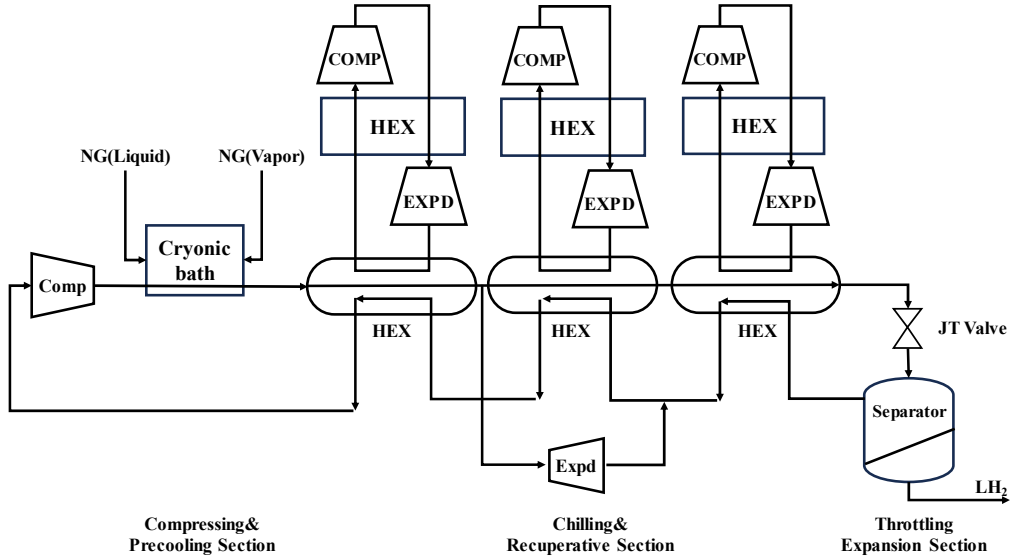 COMP
COMP
COMP
HEX
HEX
HEX
NG(Liquid)
NG(Vapor)
EXPD
EXPD
EXPD
Cryonic
bath
Comp
HEX
HEX
HEX
JT Valve
Separator
Expd
LH₂
Compressing&
Precooling Section
Chilling&
Recuperative Section
Throttling
Expansion Section